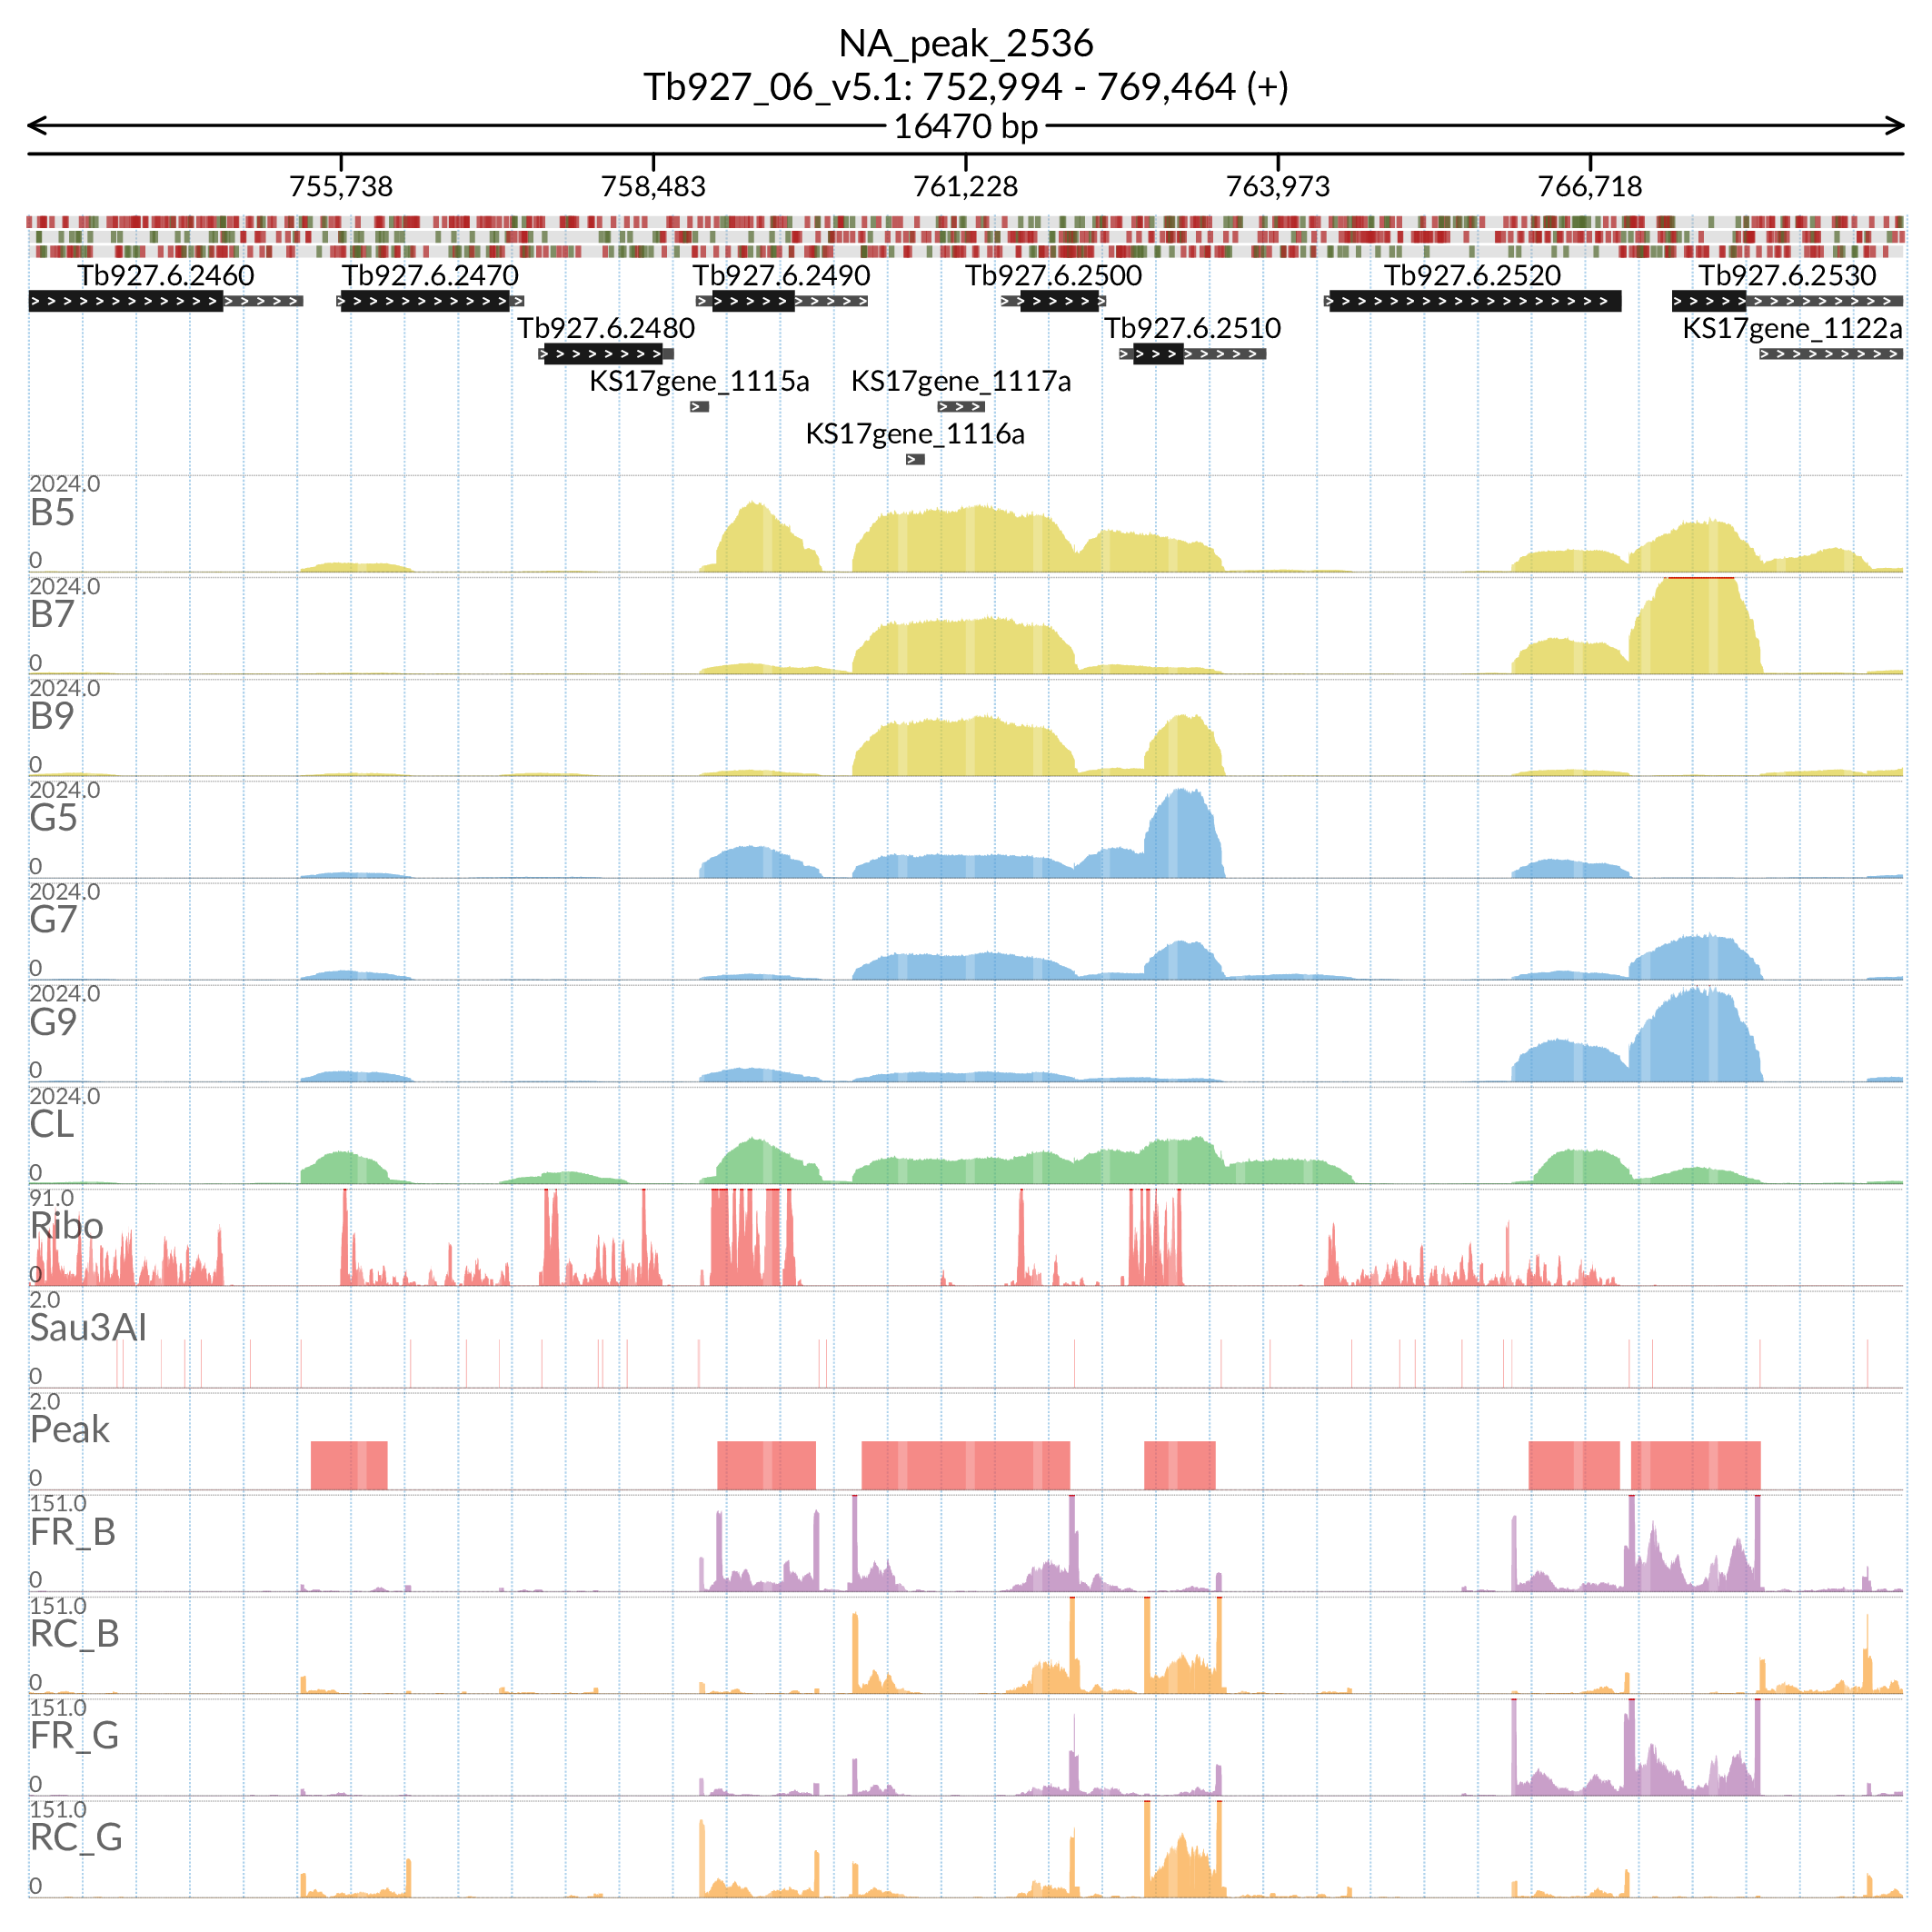 NA_peak_2536
Tb927_06_v5.1: 752,994 - 769,464 (+)
16470 bp
755,738 758,483 761,228 763,973 766,718
Tb927.6.2460 Tb927.6.2470 Tb927.6.2490 Tb927.6.2500 Tb927.6.2520 Tb927.6.2530
Tb927.6.2480 Tb927.6.2510 KS17gene_1122a
KS17gene_1115a KS17gene_1117a
KS17gene_1116a
2024.0
B5
0
2024.0
B7
0
2024.0
B9
0
2024.0
G5
0
2024.0
G7
0
2024.0
G9
0
2024.0
CL
0
91.0
Ribo
0
2.0
Sau3AI
0
2.0
Peak
0
151.0
FR_B
0
151.0
RC_B
0
151.0
FR_G
0
151.0
RC_G
0